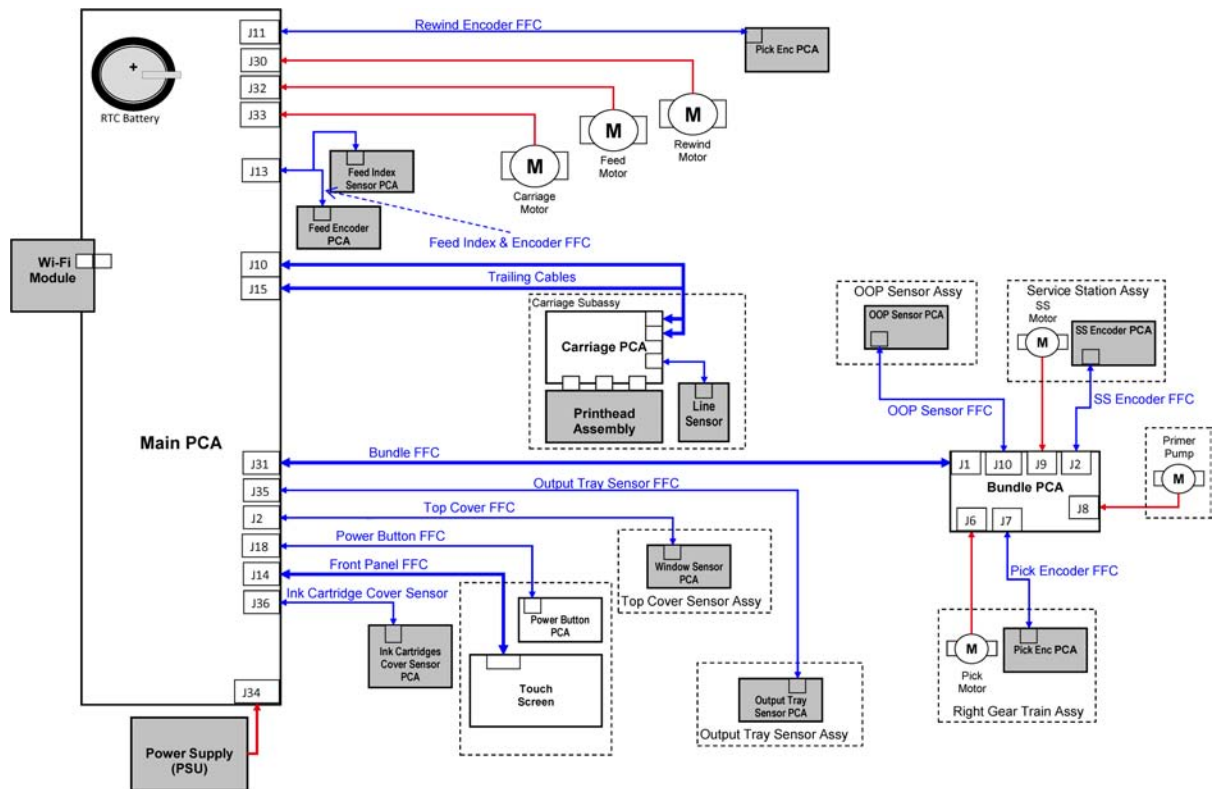 J11
Rewind Encoder FFC
Pick Enc PCA
J30
J32
J33
+
RTC Battery
M
Rewind
Motor
M
Feed
Motor
M
Carriage
Motor
J13
Feed Index
Sensor PCA
Feed Encoder
PCA
Feed Index & Encoder FFC
Wi-Fi
Module
J10
J15
Trailing Cables
Carriage Subassy
Carriage PCA
Printhead
Assembly
Line
Sensor
OOP Sensor Assy
OOP Sensor PCA
OOP Sensor FFC
Service Station Assy
SS
Motor
M
SS Encoder PCA
SS Encoder FFC
Primer
Pump
M
Main PCA
J31
Bundle FFC
J1
J10
J9
J2
Bundle PCA
J8
J6
J7
J35
Output Tray Sensor FFC
J2
Top Cover FFC
J18
Power Button FFC
J14
Front Panel FFC
J36
Ink Cartridge Cover Sensor
Window Sensor
PCA
Top Cover Sensor Assy
Power Button
PCA
Ink Cartridges
Cover Sensor
PCA
Touch
Screen
Pick Encoder FFC
M
Pick
Motor
Pick Enc PCA
Right Gear Train Assy
Output Tray
Sensor PCA
Output Tray Sensor Assy
J34
Power Supply
(PSU)